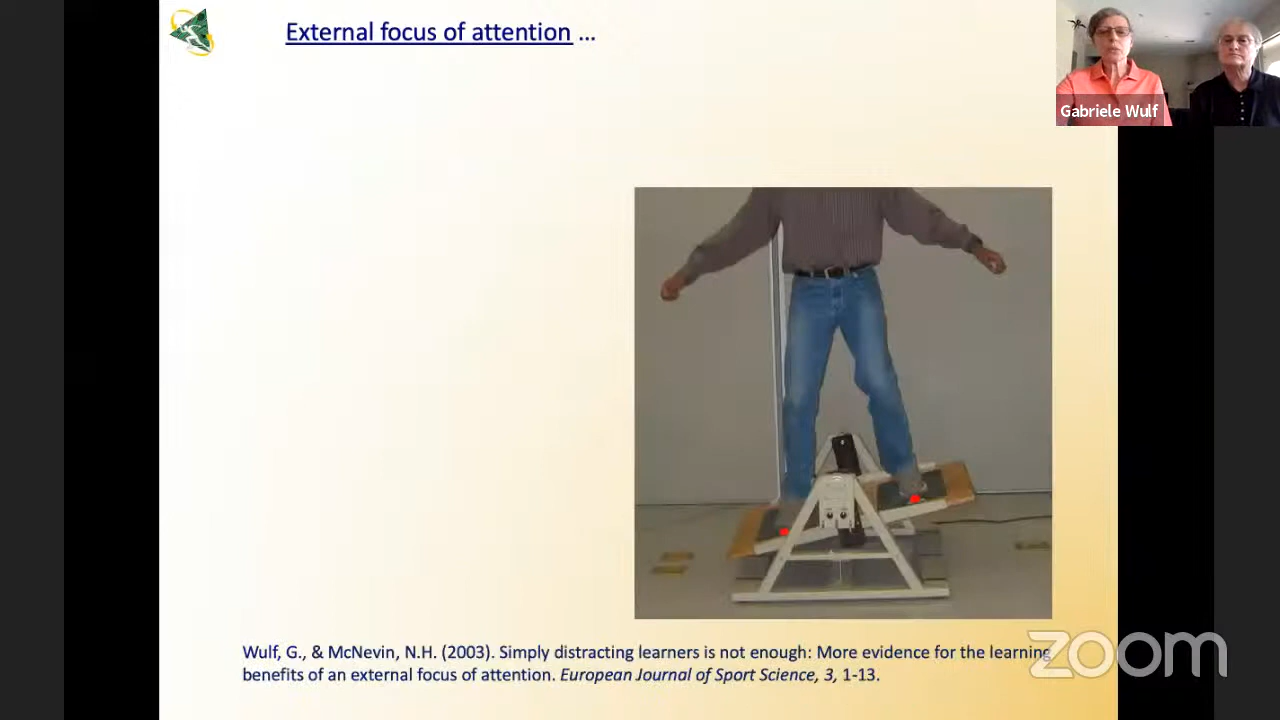 External focus of attention ...
Gabriele Wulf
Wulf, G., & McNevin, N.H. (2003). Simply distracting learners is not enough: More evidence for the learning
benefits of an external focus of attention. European Journal of Sport Science, 3, 1-13.
zoom